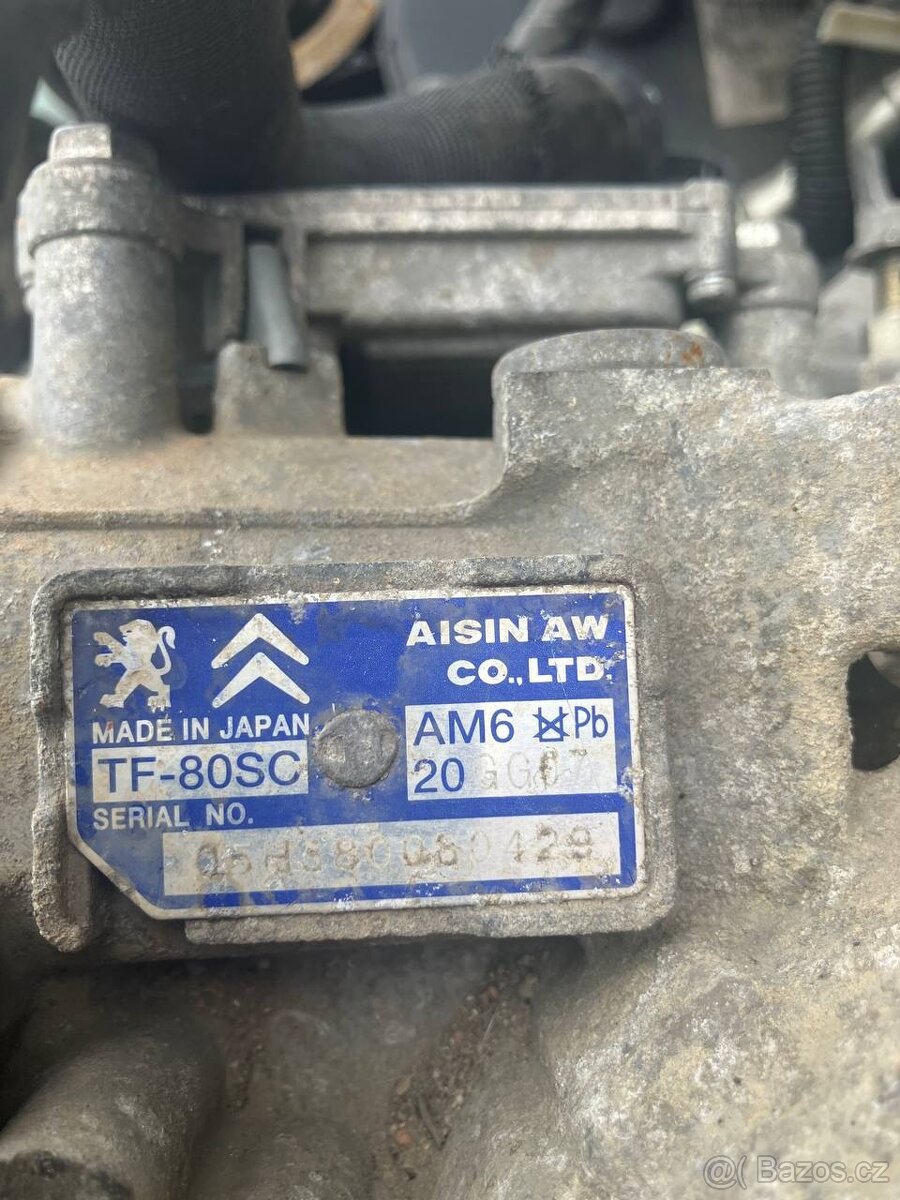 AISIN AW
CO., LTD.
MADE IN JAPAN
AM6 Pb
TF-80SC
20
SERIAL NO.
@( Bazos.cz